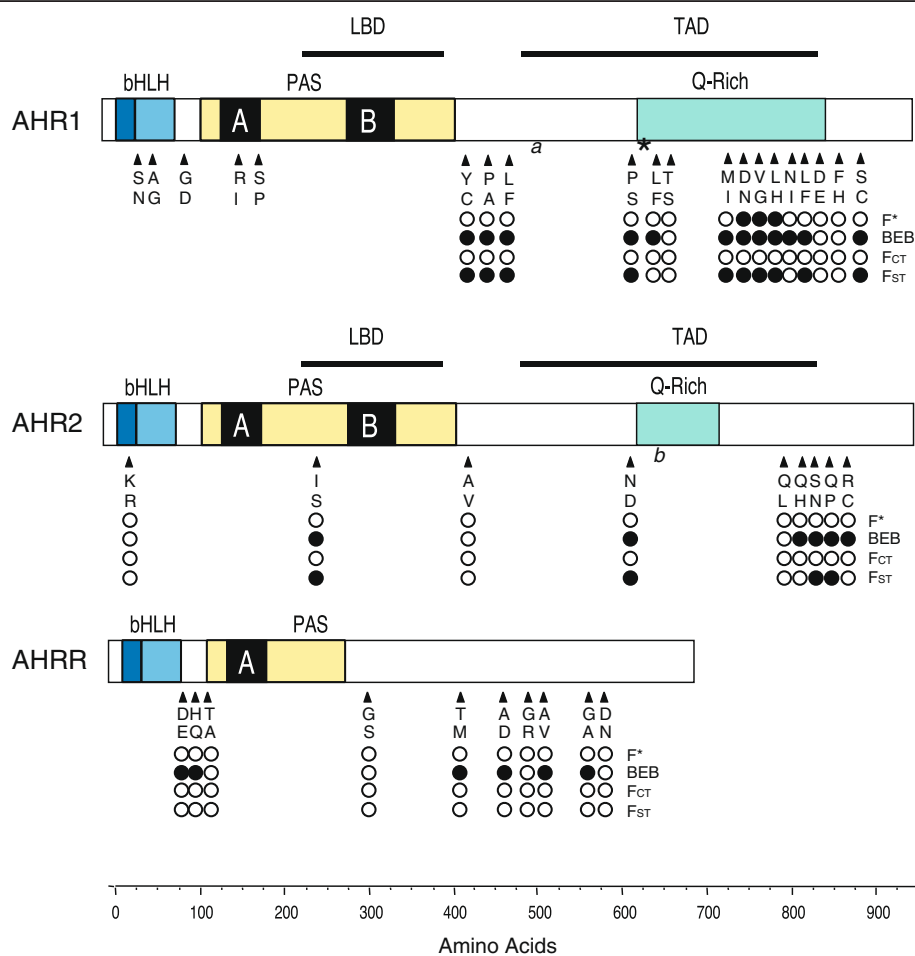 LBD TAD
bHLH PAS Q-Rich
AHR1 A B
a *
S A G R S Y P L P L T M D V L N L D F S
N G D I P C A F S F S I N G H I F E H C
F*
BEB
FCT
FST
LBD TAD
bHLH PAS Q-Rich
AHR2 A B
b
K I A N Q Q S Q R
R S V D L H N P C
F*
BEB
FCT
FST
bHLH PAS
AHRR A
D H T G T A G A G D
E Q A S M D R V A N
F*
BEB
FCT
FST
0 100 200 300 400 500 600 700 800 900
Amino Acids